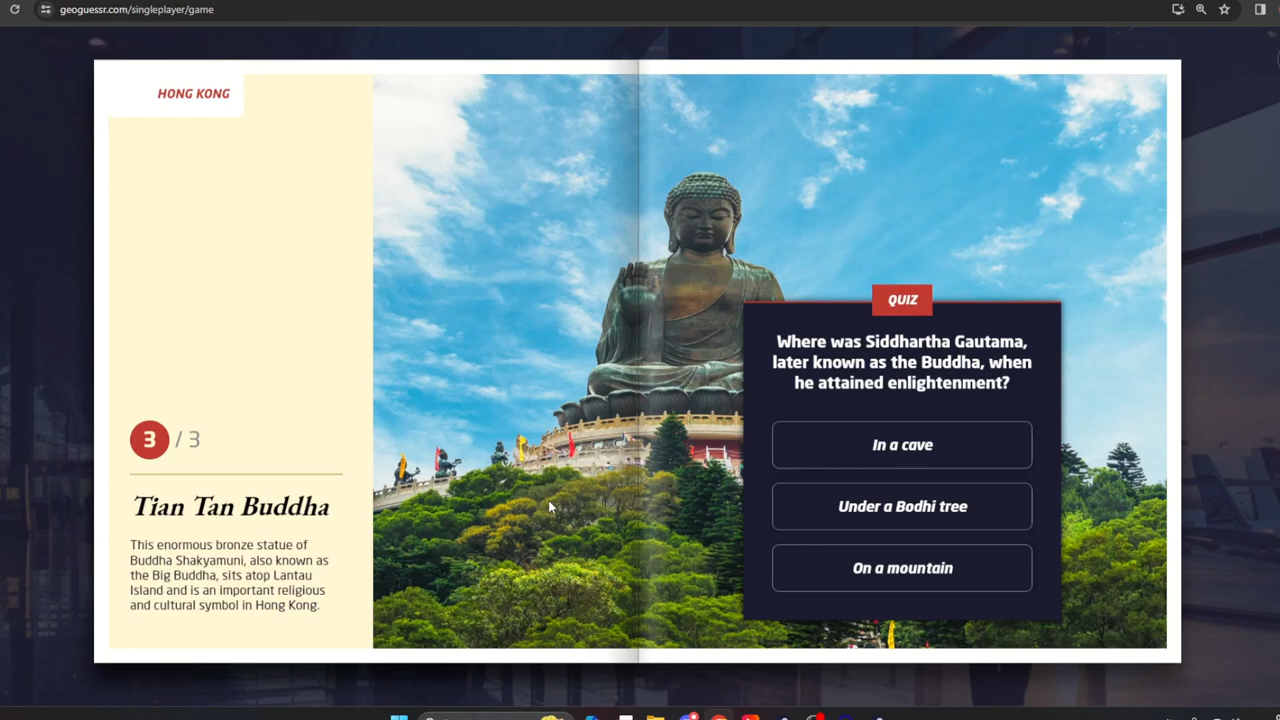 geoguessr.com/singleplayer/game
HONG KONG
3 / 3
Tian Tan Buddha
This enormous bronze statue of
Buddha Shakyamuni, also known as
the Big Buddha, sits atop Lantau
Island and is an important religious
and cultural symbol in Hong Kong.
QUIZ
Where was Siddhartha Gautama,
later known as the Buddha, when
he attained enlightenment?
In a cave
Under a Bodhi tree
On a mountain